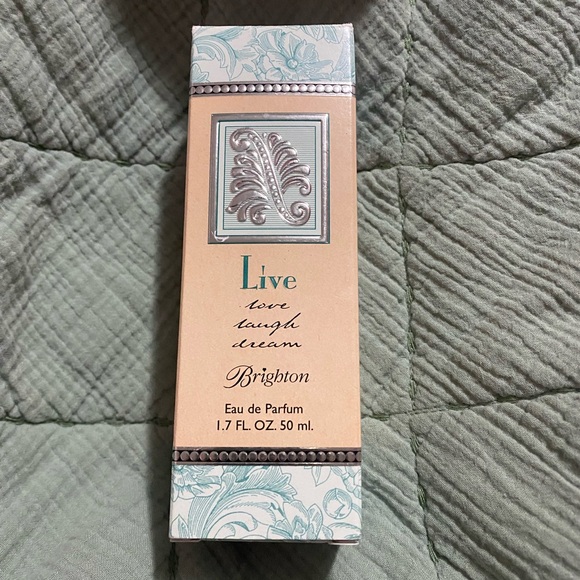 Live
love
laugh
dream
Brighton
Eau de Parfum
1.7 FL. OZ. 50 ml.